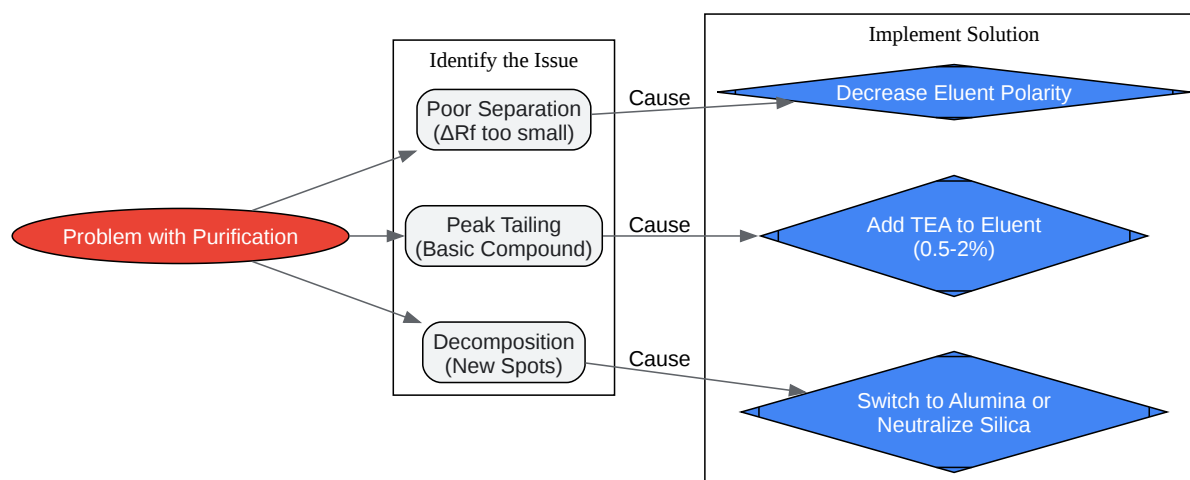 Problem with Purification
Identify the Issue
Poor Separation
(ΔRf too small)
Peak Tailing
(Basic Compound)
Decomposition
(New Spots)
Cause
Cause
Cause
Implement Solution
Decrease Eluent Polarity
Add TEA to Eluent
(0.5-2%)
Switch to Alumina or
Neutralize Silica